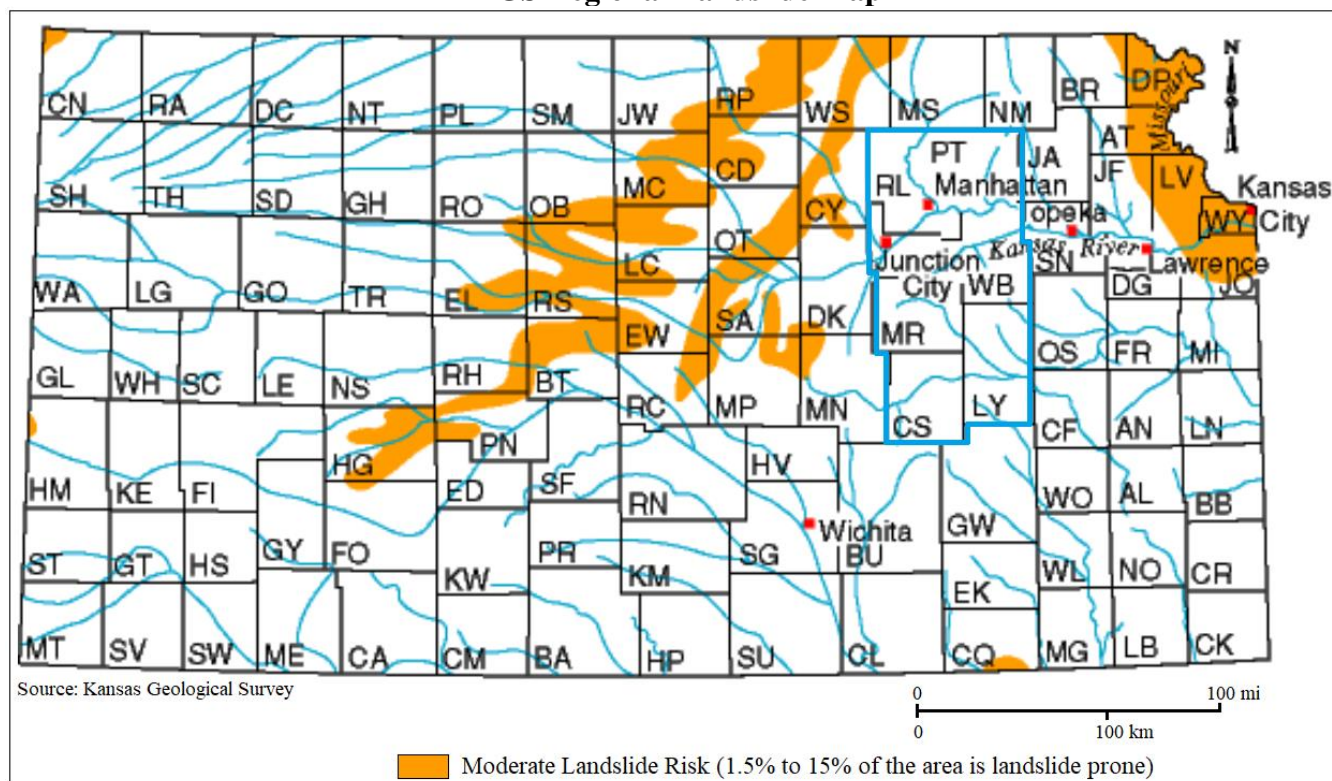 N
CN RA DC NT PL SM JW RP WS MS NM BR DP
Missouri
AT
SH TH SD GH RO OB MC CD CY RL PT JA JF LV
Manhattan
Kansas
City
WY
opeka
OT
Junction
City
Kansas River
Lawrence
WA LG GO TR EL RS LC SA DK WB SN DG JO
EW MR
GL WH SC LE NS RH BT RC MP MN CS LY OS FR MI
CF AN LN
HM KE FI HG PN ED SF RN HV GW WO AL BB
Wichita
ST GT HS GY FO PR KM SG BU WL NO CR
KW EK
MT SV SW ME CA CM BA HP SU CL CQ MG LB CK
Source: Kansas Geological Survey
0 100 mi
0 100 km
Moderate Landslide Risk (1.5% to 15% of the area is landslide prone)